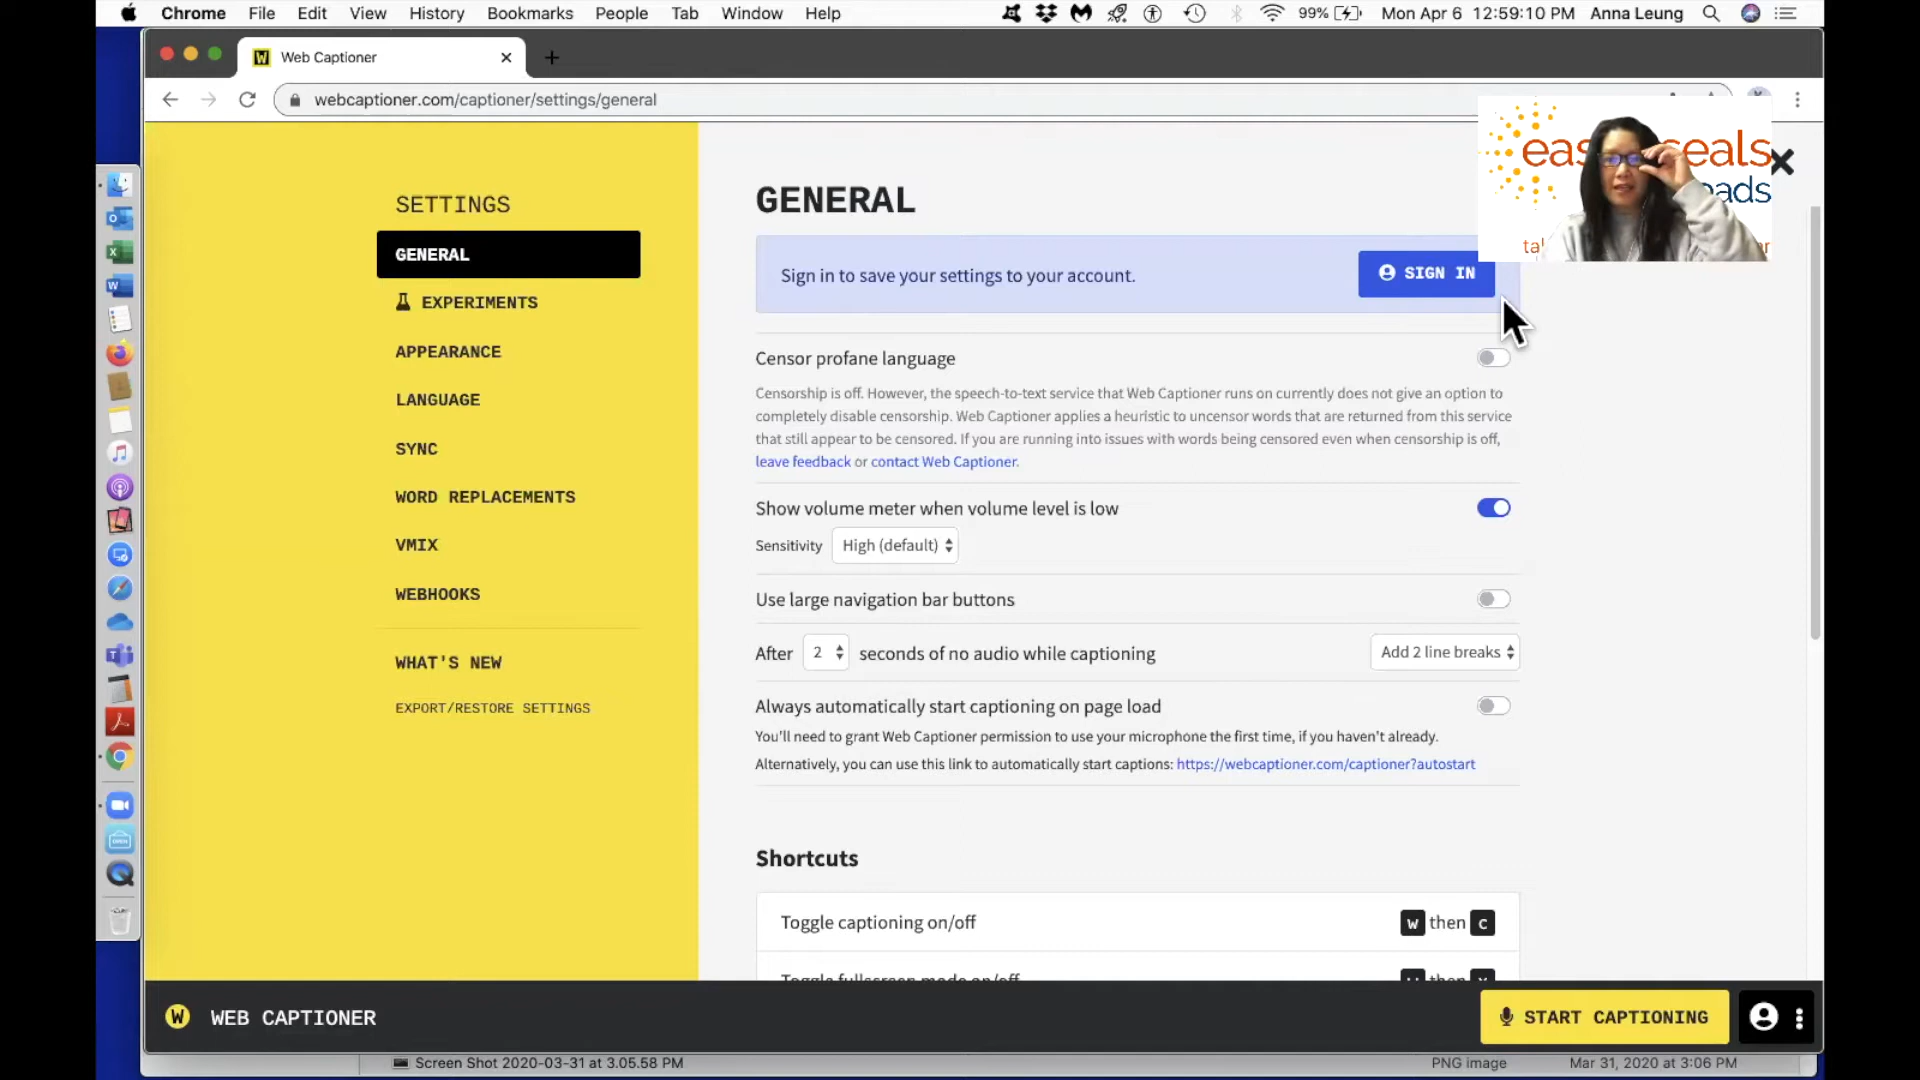 Chrome File Edit View History Bookmarks People Tab Window Help 99% Mon Apr 6 12:59:10 PM Anna Leung
W Web Captioner
webcaptioner.com/captioner/settings/general
SETTINGS
GENERAL
EXPERIMENTS
APPEARANCE
LANGUAGE
SYNC
WORD REPLACEMENTS
VMIX
WEBHOOKS
WHAT'S NEW
EXPORT/RESTORE SETTINGS
GENERAL
Sign in to save your settings to your account.
SIGN IN
Censor profane language
Censorship is off. However, the speech-to-text service that Web Captioner runs on currently does not give an option to
completely disable censorship. Web Captioner applies a heuristic to uncensor words that are returned from this service
that still appear to be censored. If you are running into issues with words being censored even when censorship is off,
leave feedback or contact Web Captioner.
Show volume meter when volume level is low
Sensitivity High (default)
Use large navigation bar buttons
After 2 seconds of no audio while captioning Add 2 line breaks
Always automatically start captioning on page load
You'll need to grant Web Captioner permission to use your microphone the first time, if you haven't already.
Alternatively, you can use this link to automatically start captions: https://webcaptioner.com/captioner?autostart
Shortcuts
Toggle captioning on/off W then C
Toggle fullscreen mode on/off then
W WEB CAPTIONER
START CAPTIONING
Screen Shot 2020-03-31 at 3.05.58 PM PNG image Mar 31, 2020 at 3:06 PM